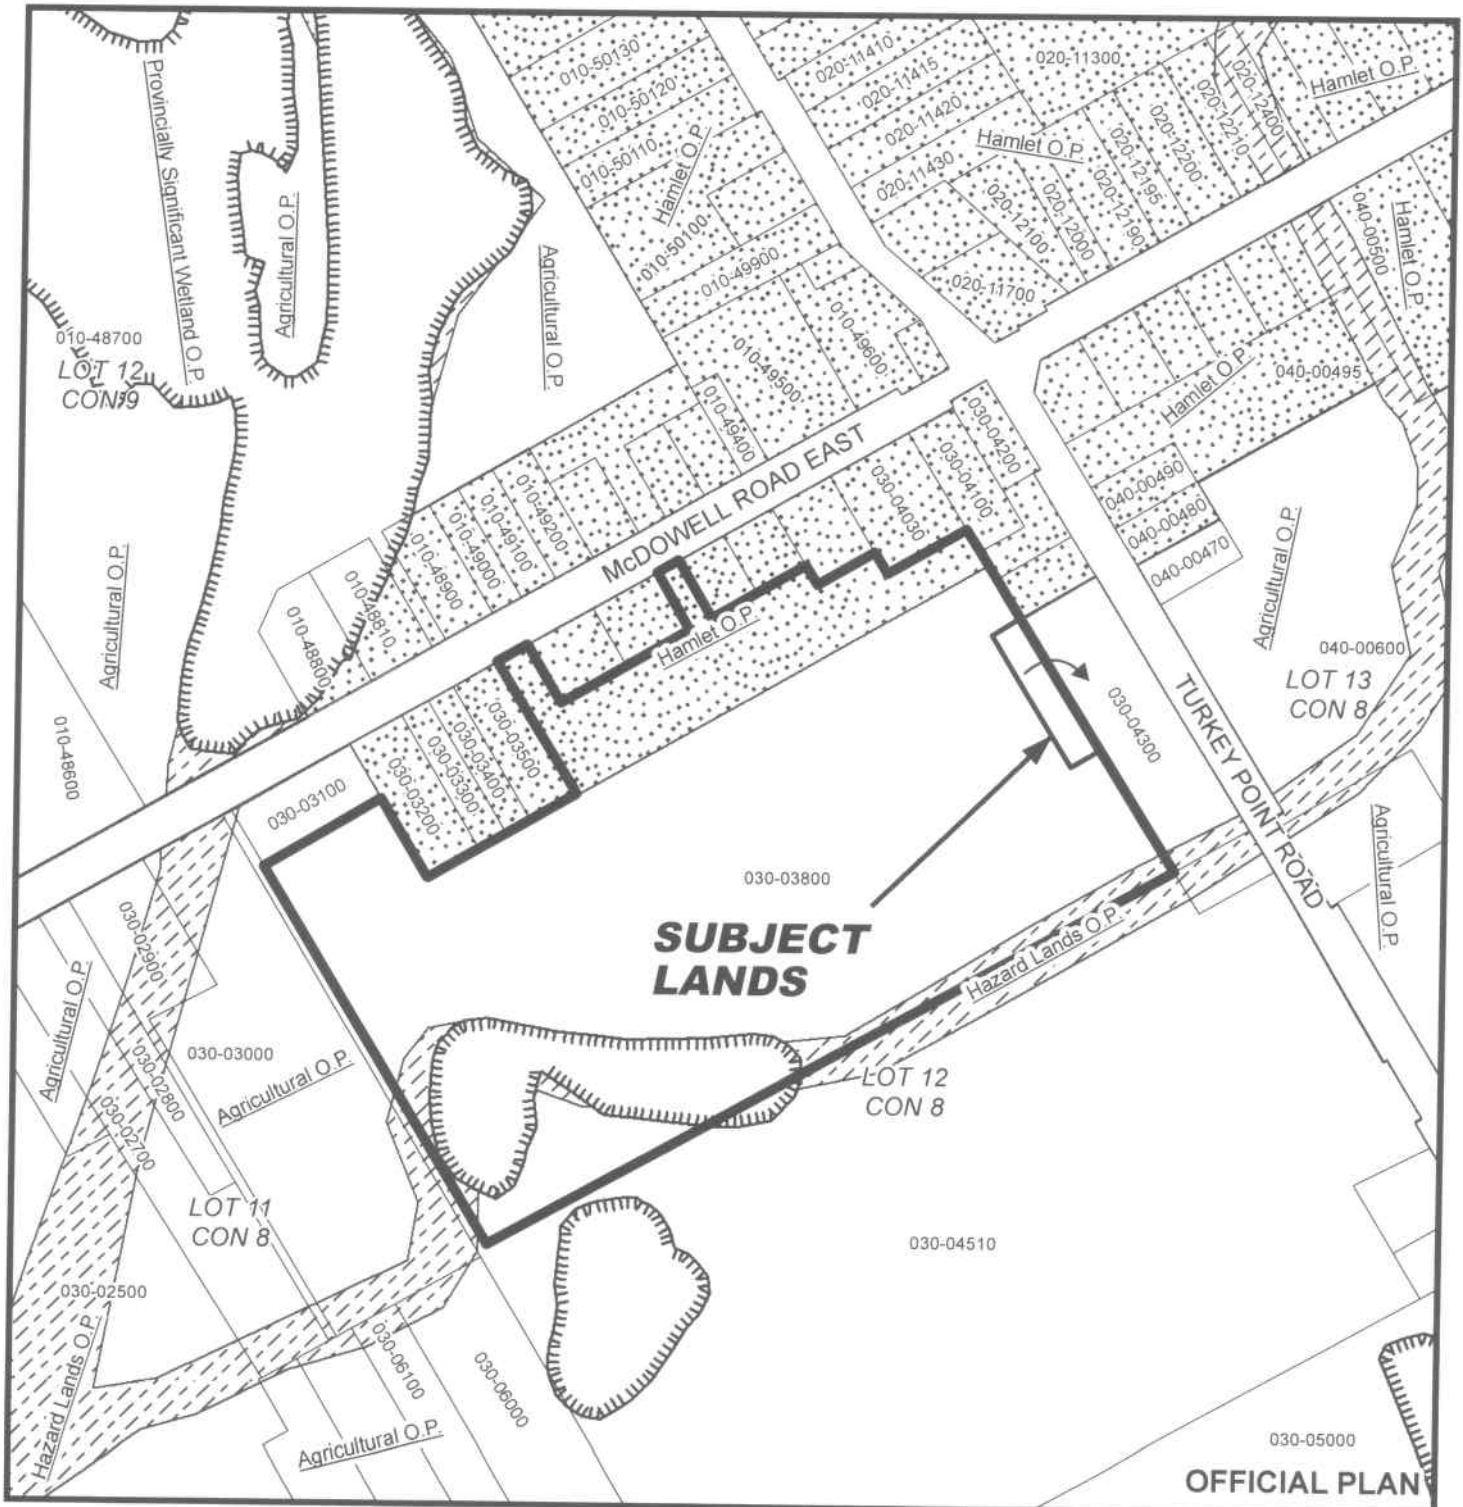 010-50130
010-50120
010-50110
Hamlet O.P.
010-50100
010-49900
020-11410
020-11415
020-11420
020-11430
020-11300
Hamlet O.P.
020-12400
020-12210
020-12200
020-12195
020-12190
020-12000
020-12100
020-11700
Hamlet O.P.
040-00500
Hamlet O.P.
Provincially Significant Wetland O.P.
Agricultural O.P.
Agricultural O.P.
010-48700
LOT 12
CON 9
010-49600
010-49500
010-49400
Hamlet O.P.
040-00495
040-00490
040-00480
040-00470
Agricultural O.P.
040-00600
LOT 13
CON 8
McDOWELL ROAD EAST
030-04200
030-04100
030-04030
010-49200
010-49100
010-49000
010-48900
010-48810
010-48800
Agricultural O.P.
010-48600
Hamlet O.P.
030-03500
030-03400
030-03300
030-03200
030-03100
030-04300
TURKEY POINT ROAD
Agricultural O.P.
030-03800
SUBJECT
LANDS
Hazard Lands O.P.
LOT 12
CON 8
030-02900
Agricultural O.P.
030-03000
Agricultural O.P.
030-02800
030-02700
LOT 11
CON 8
030-02500
Hazard Lands O.P.
030-04510
030-06100
030-06000
Agricultural O.P.
030-05000
OFFICIAL PLAN